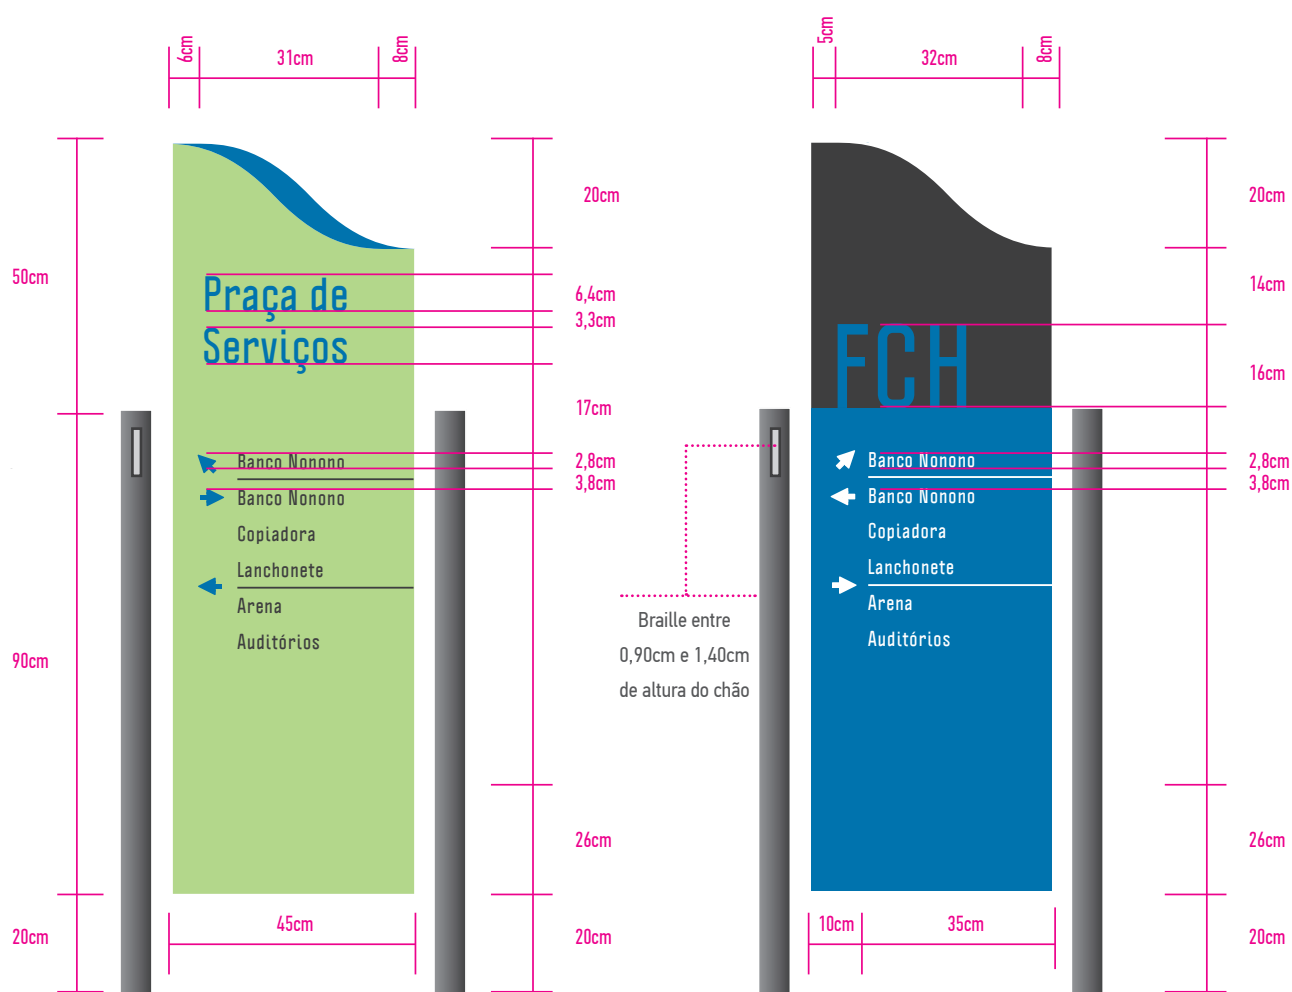 6cm
31cm
8cm
5cm
32cm
8cm
50cm
90cm
20cm
Praça de
Serviços
Banco Nonono
Banco Nonono
Copiadora
Lanchonete
Arena
Auditórios
20cm
6,4cm
3,3cm
17cm
2,8cm
3,8cm
26cm
20cm
45cm
Braille entre
0,90cm e 1,40cm
de altura do chão
FCH
Banco Nonono
Banco Nonono
Copiadora
Lanchonete
Arena
Auditórios
20cm
14cm
16cm
2,8cm
3,8cm
26cm
20cm
10cm
35cm